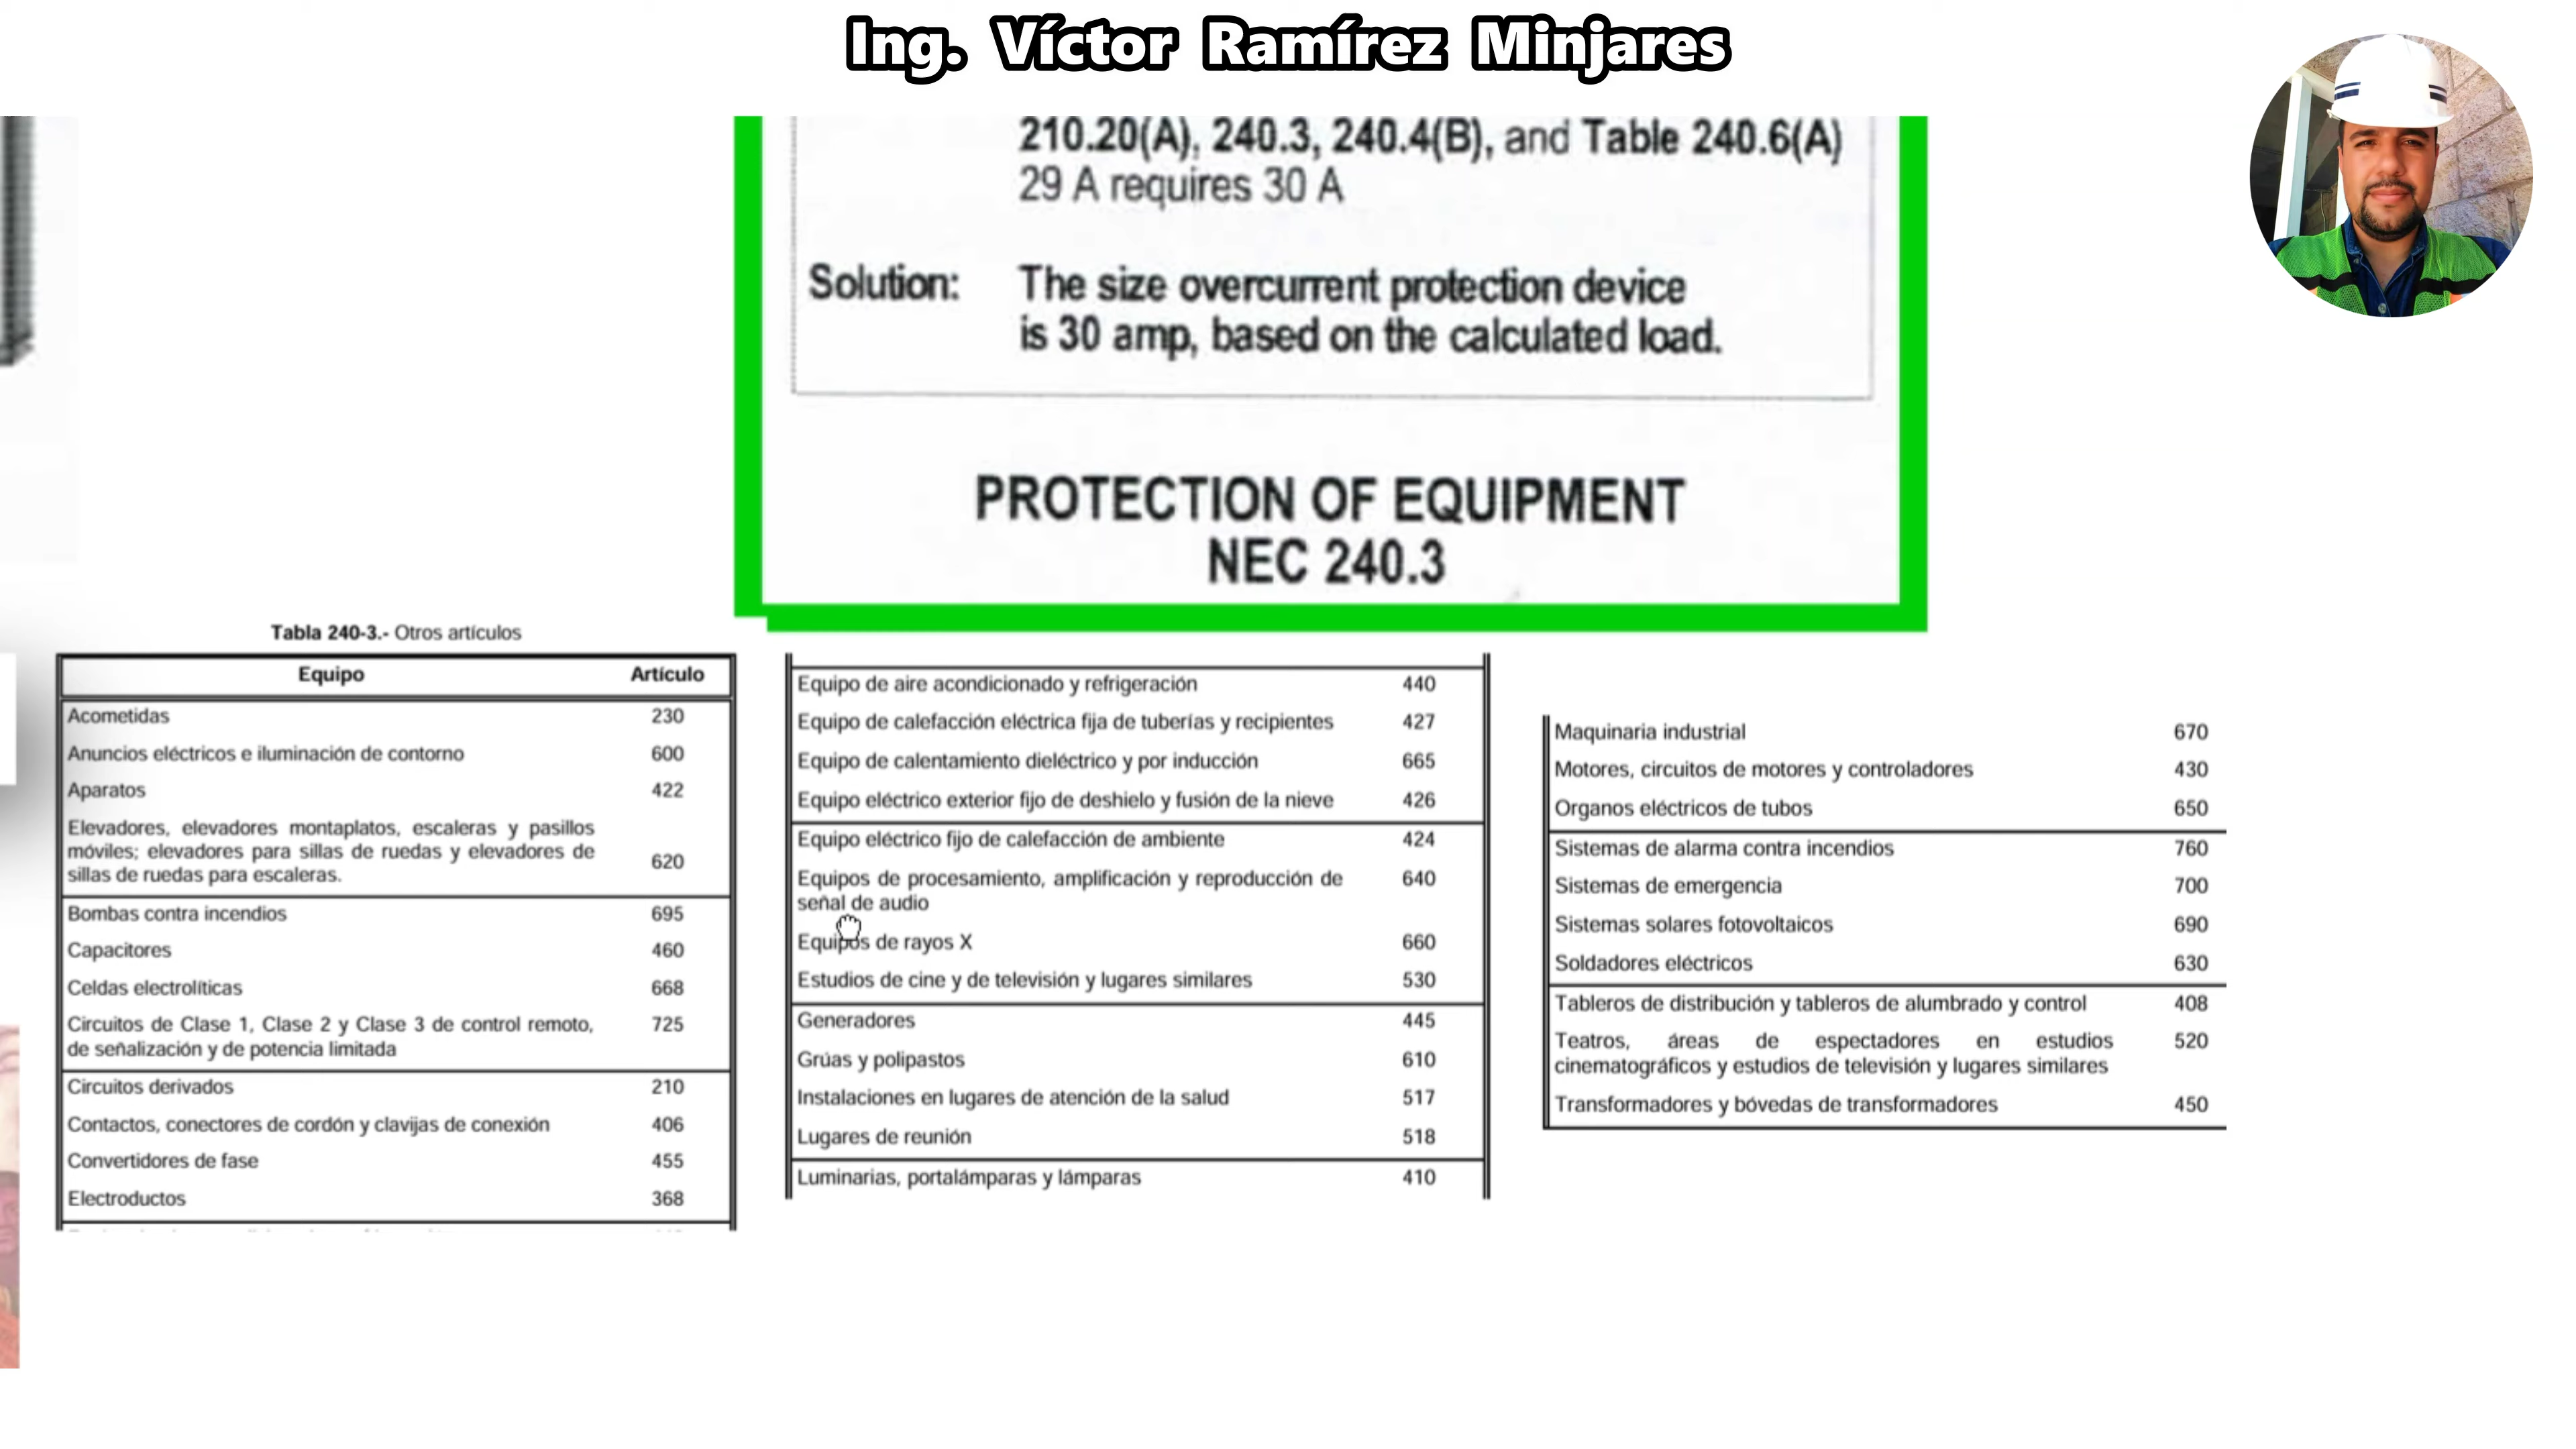 Ing. Víctor Ramírez Minjares
210.20(A), 240.3, 240.4(B), and Table 240.6(A)
29 A requires 30 A
Solution: The size overcurrent protection device
is 30 amp, based on the calculated load.
PROTECTION OF EQUIPMENT
NEC 240.3
Tabla 240-3.- Otros artículos
Equipo Artículo
Acometidas 230
Anuncios eléctricos e iluminación de contorno 600
Aparatos 422
Elevadores, elevadores montaplatos, escaleras y pasillos
móviles; elevadores para sillas de ruedas y elevadores de
sillas de ruedas para escaleras. 620
Bombas contra incendios 695
Capacitores 460
Celdas electrolíticas 668
Circuitos de Clase 1, Clase 2 y Clase 3 de control remoto, 725
de señalización y de potencia limitada
Circuitos derivados 210
Contactos, conectores de cordón y clavijas de conexión 406
Convertidores de fase 455
Electroductos 368
Equipo de aire acondicionado y refrigeración 440
Equipo de calefacción eléctrica fija de tuberías y recipientes 427
Equipo de calentamiento dieléctrico y por inducción 665
Equipo eléctrico exterior fijo de deshielo y fusión de la nieve 426
Equipo eléctrico fijo de calefacción de ambiente 424
Equipos de procesamiento, amplificación y reproducción de 640
señal de audio
Equipos de rayos X 660
Estudios de cine y de televisión y lugares similares 530
Generadores 445
Grúas y polipastos 610
Instalaciones en lugares de atención de la salud 517
Lugares de reunión 518
Luminarias, portalámparas y lámparas 410
Maquinaria industrial 670
Motores, circuitos de motores y controladores 430
Organos eléctricos de tubos 650
Sistemas de alarma contra incendios 760
Sistemas de emergencia 700
Sistemas solares fotovoltaicos 690
Soldadores eléctricos 630
Tableros de distribución y tableros de alumbrado y control 408
Teatros, áreas de espectadores en estudios 520
cinematográficos y estudios de televisión y lugares similares
Transformadores y bóvedas de transformadores 450